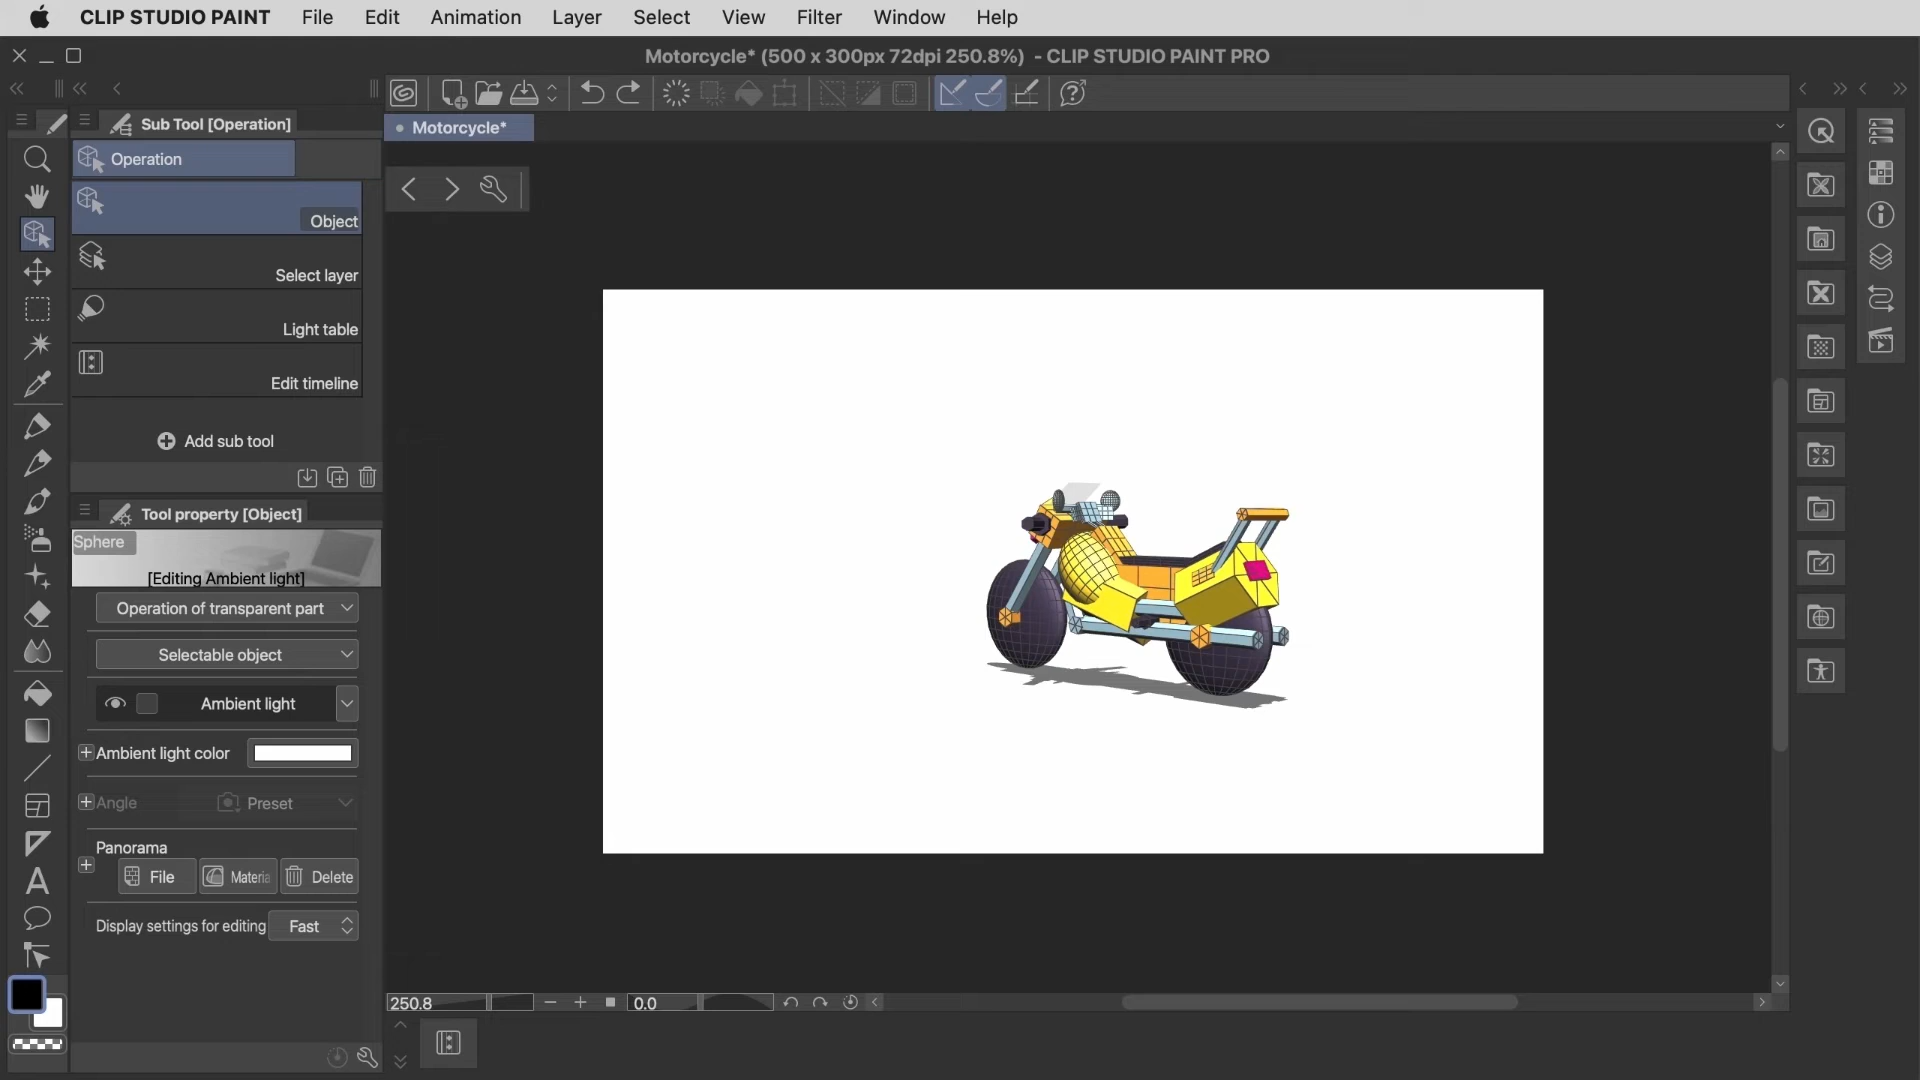 CLIP STUDIO PAINT File Edit Animation Layer Select View Filter Window Help
Motorcycle* (500 x 300px 72dpi 250.8%) - CLIP STUDIO PAINT PRO
Sub Tool [Operation]
Motorcycle*
Operation
Object
Select layer
Light table
Edit timeline
Add sub tool
Tool property [Object]
Sphere
[Editing Ambient light]
Operation of transparent part
Selectable object
Ambient light
Ambient light color
Angle Preset
Panorama
File Materia Delete
Display settings for editing Fast
250.8 0.0